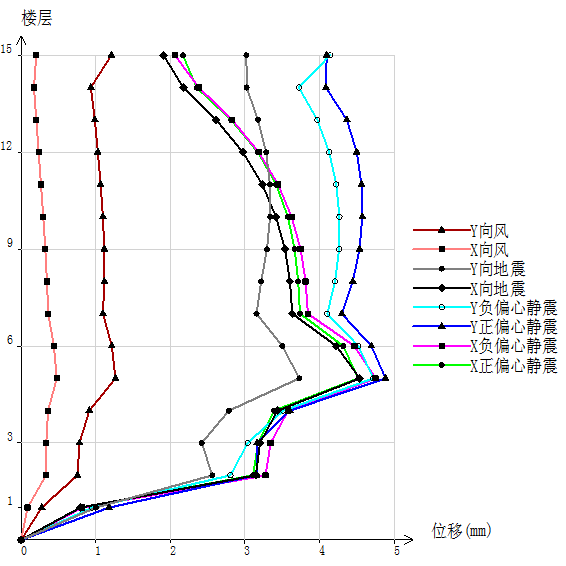 楼层
15
12
9
6
3
1
0
1
2
3
4
5
位移(mm)
Y向风
X向风
Y向地震
X向地震
Y负偏心静震
Y正偏心静震
X负偏心静震
X正偏心静震